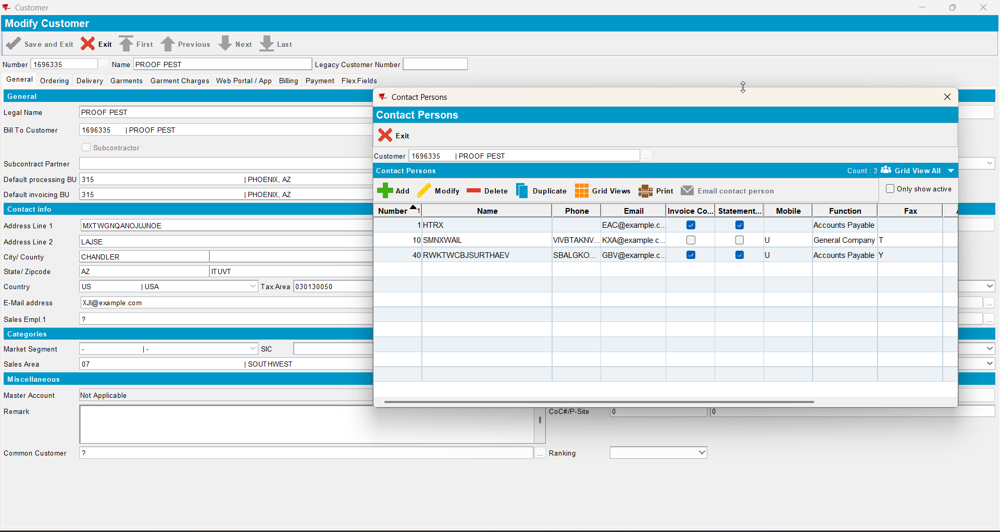 Customer
Modify Customer
Save and Exit Exit First Previous Next Last
Number 1696335 ... Name PROOF PEST Legacy Customer Number
General Ordering Delivery Garments Garment Charges Web Portal / App Billing Payment Flex Fields
General
Legal Name PROOF PEST
Bill To Customer 1696335 | PROOF PEST
Subcontractor
Subcontract Partner
Default processing BU 315 | PHOENIX, AZ
Default invoicing BU 315 | PHOENIX, AZ
Contact info
Address Line 1 MXTWGNQANOJUJNOE
Address Line 2 LAJSE
City/ County CHANDLER
State/ Zipcode AZ ITUVT
Country US | USA Tax Area 030130050
E-Mail address XJI@example.com ...
Sales Empl.1 ? ...
Categories
Market Segment - | - SIC
Sales Area 07 | SOUTHWEST
Miscellaneous
Master Account Not Applicable
Remark CoC#/P-Site 0 0
Common Customer ? ... Ranking
Contact Persons
Contact Persons
Exit
Customer 1696335 | PROOF PEST ...
Contact Persons Count : 3 Grid View All
Add Modify Delete Duplicate Grid Views Print Email contact person Only show active
Number 1 Name Phone Email Invoice Co... Statement... Mobile Function Fax
1 HTRX EAC@example.c... Accounts Payable
10 SMNXWAIL VIVBTAKNV... KXA@example.c... U General Company T
40 RWKTWCBJSURTHAEV SBALGKO... GBV@example.c... U Accounts Payable Y